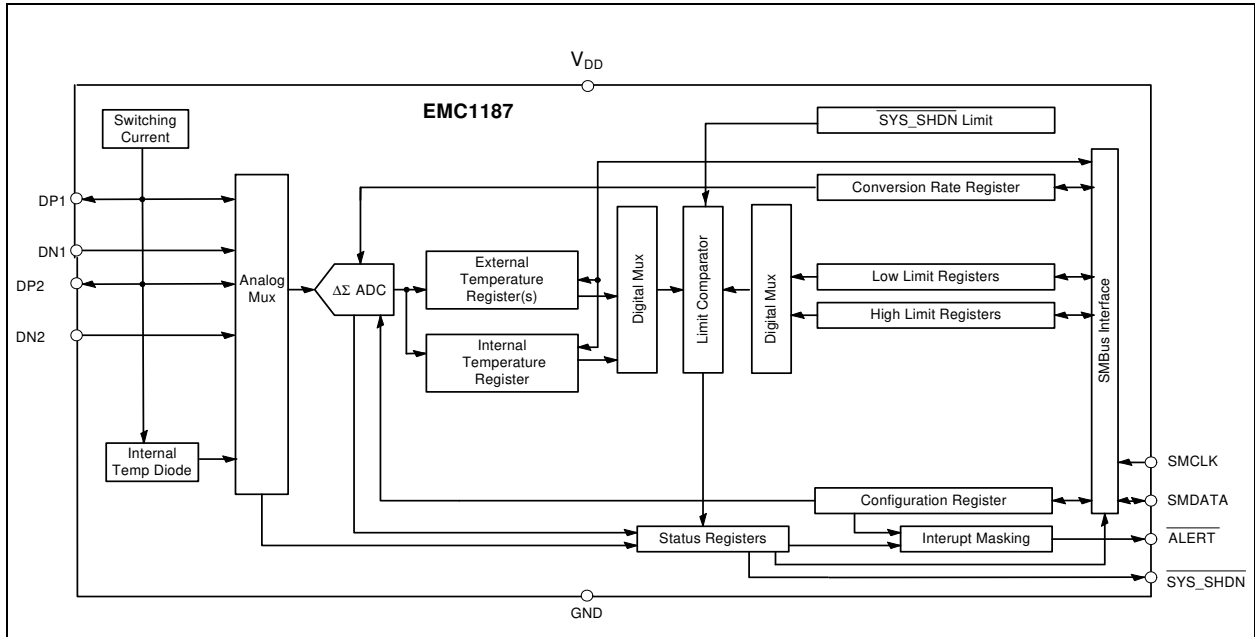 V_DD
EMC1187
Switching
Current
SYS_SHDN Limit
Conversion Rate Register
DP1
DN1
DP2
DN2
Analog
Mux
ΔΣ ADC
External
Temperature
Register(s)
Internal
Temperature
Register
Digital Mux
Limit Comparator
Digital Mux
Low Limit Registers
High Limit Registers
SMBus Interface
Internal
Temp Diode
SMCLK
Configuration Register
SMDATA
Status Registers
Interupt Masking
ALERT
SYS_SHDN
GND